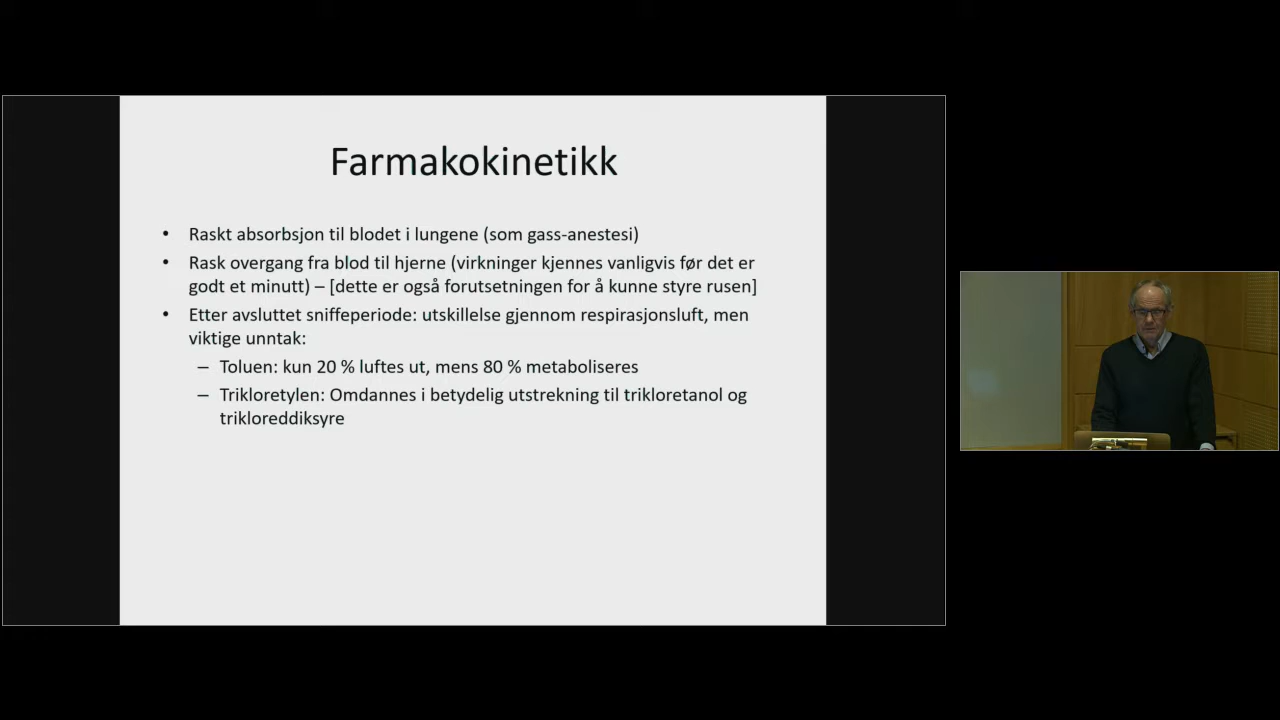 Farmakokinetikk
• Raskt absorbsjon til blodet i lungene (som gass-anestesi)
• Rask overgang fra blod til hjerne (virkninger kjennes vanligvis før det er
godt et minutt) – [dette er også forutsetningen for å kunne styre rusen]
• Etter avsluttet sniffeperiode: utskillelse gjennom respirasjonsluft, men
viktige unntak:
– Toluen: kun 20 % luftes ut, mens 80 % metaboliseres
– Trikloretylen: Omdannes i betydelig utstrekning til trikloretanol og
trikloreddiksyre